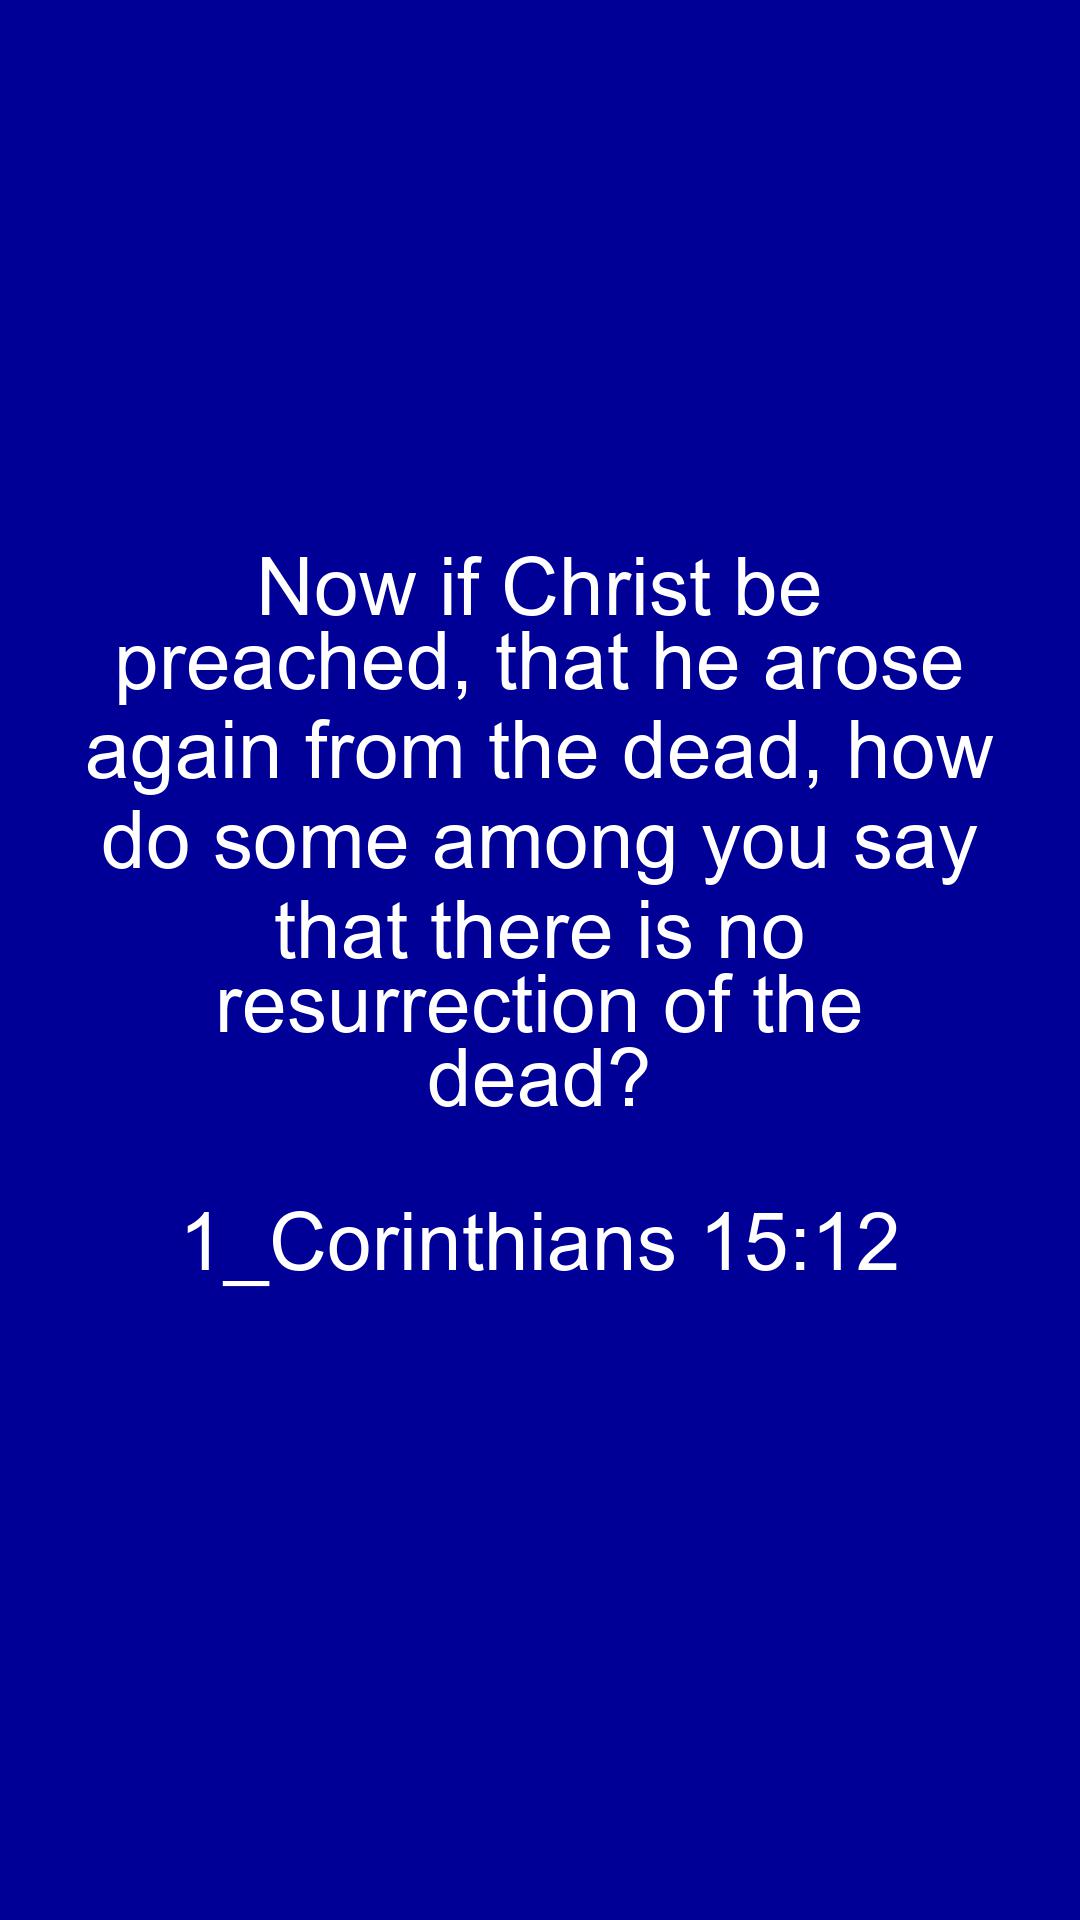 Now if Christ be
preached, that he arose
again from the dead, how
do some among you say
that there is no
resurrection of the
dead?
1_Corinthians 15:12